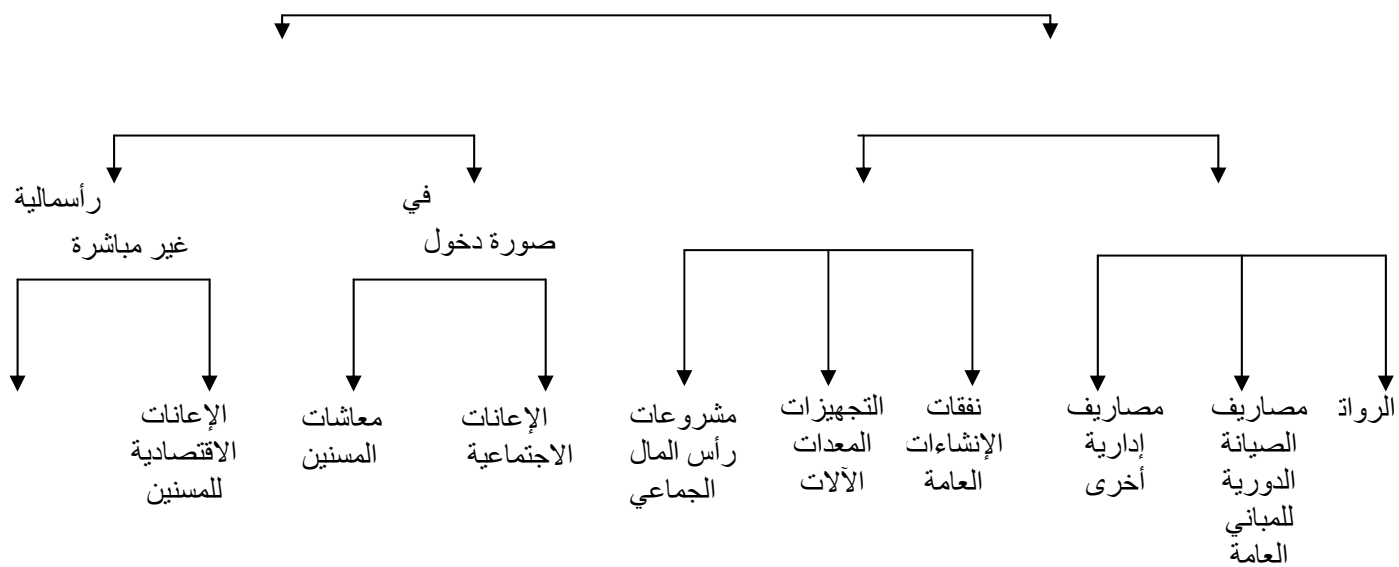 في
صورة دخول
رأسمالية
غير مباشرة
مصاريف
الصيانة
الدورية
للمباني
العامة
مصاريف
إدارية
أخرى
نفقات
الإنشاءات
العامة
التجهيزات
المعدات
الآلات
مشروعات
رأس المال
الجماعي
الإعانات
الاجتماعية
معاشات
المسنين
الإعانات
الاقتصادية
للمسنين